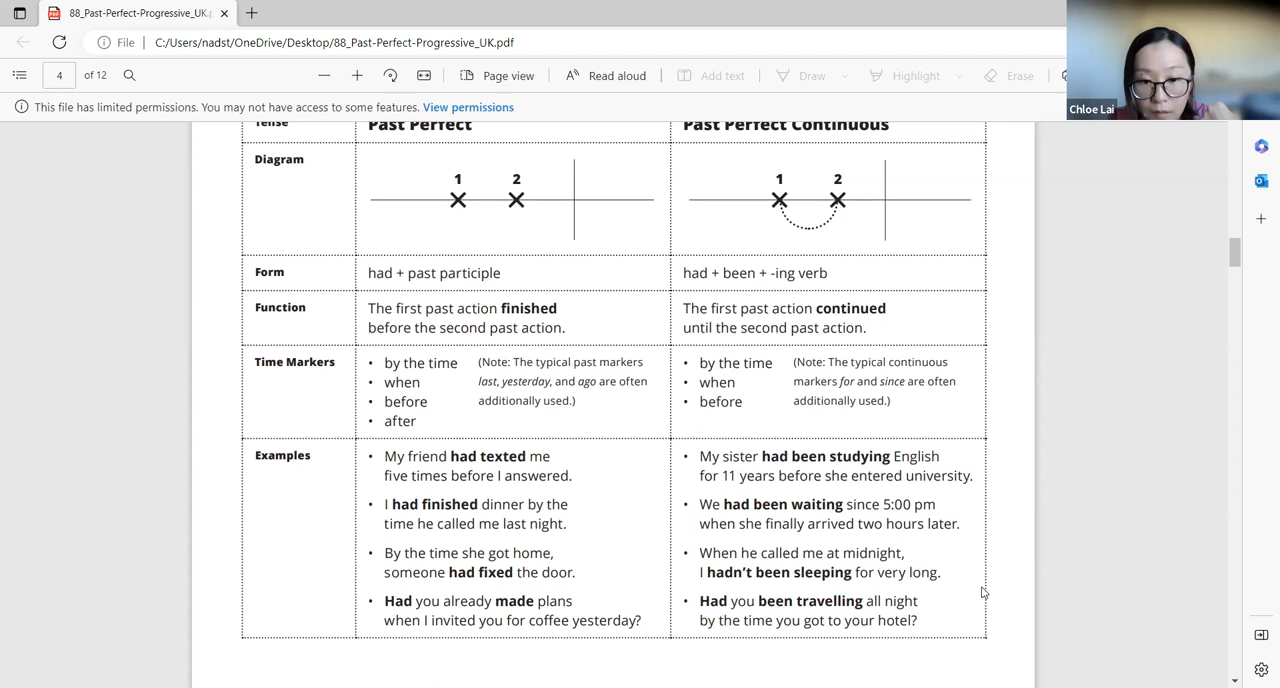 88_Past-Perfect-Progressive_UK.p
File
C:/Users/nadst/OneDrive/Desktop/88_Past-Perfect-Progressive_UK.pdf
4 of 12
Page view
Read aloud
Add text
Draw
Highlight
Erase
This file has limited permissions. You may not have access to some features. View permissions
Chloe Lai
Tense
Past Perfect
Past Perfect Continuous
Diagram
1 2
1 2
Form
had + past participle
had + been + -ing verb
Function
The first past action finished
before the second past action.
The first past action continued
until the second past action.
Time Markers
• by the time
• when
• before
• after
(Note: The typical past markers
last, yesterday, and ago are often
additionally used.)
• by the time
• when
• before
(Note: The typical continuous
markers for and since are often
additionally used.)
Examples
• My friend had texted me
five times before I answered.
• I had finished dinner by the
time he called me last night.
• By the time she got home,
someone had fixed the door.
• Had you already made plans
when I invited you for coffee yesterday?
• My sister had been studying English
for 11 years before she entered university.
• We had been waiting since 5:00 pm
when she finally arrived two hours later.
• When he called me at midnight,
I hadn't been sleeping for very long.
• Had you been travelling all night
by the time you got to your hotel?